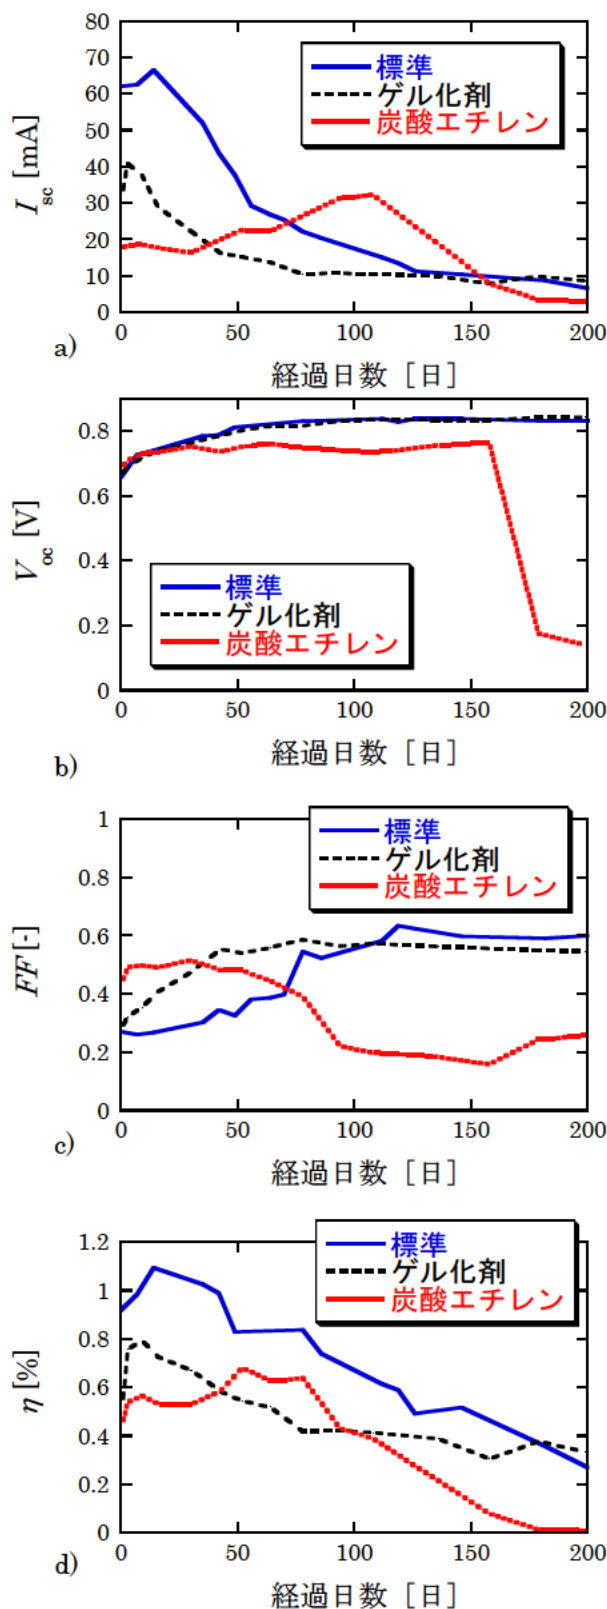 80
70
60
50
40
30
20
10
0
I sc [mA]
標準
ゲル化剤
炭酸エチレン
0 50 100 150 200
a)
経過日数 [日]
0.8
0.6
0.4
0.2
0
V oc [V]
標準
ゲル化剤
炭酸エチレン
0 50 100 150 200
経過日数 [日]
b)
1
0.8
0.6
0.4
0.2
0
FF [-]
標準
ゲル化剤
炭酸エチレン
0 50 100 150 200
c)
経過日数 [日]
1.2
1
0.8
0.6
0.4
0.2
0
η [%]
標準
ゲル化剤
炭酸エチレン
0 50 100 150 200
d)
経過日数 [日]